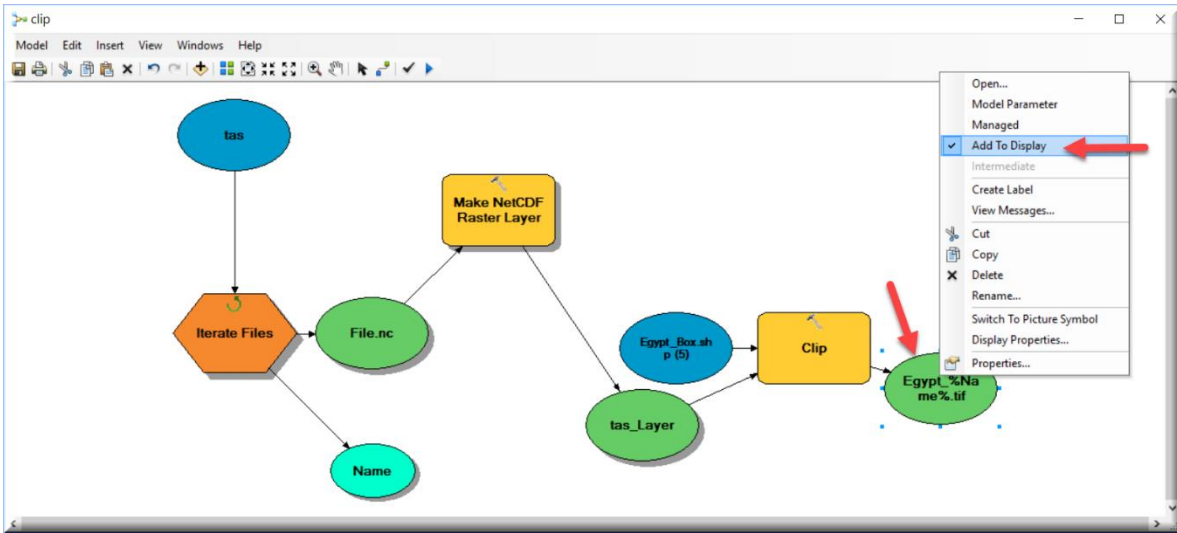 clip
Model Edit Insert View Windows Help
tas
Make NetCDF
Raster Layer
Iterate Files
File.nc
Egypt_Box.sh
p (5)
Clip
Egypt_%Na
me%.tif
tas_Layer
Name
Open...
Model Parameter
Managed
Add To Display
Intermediate
Create Label
View Messages...
Cut
Copy
Delete
Rename...
Switch To Picture Symbol
Display Properties...
Properties...